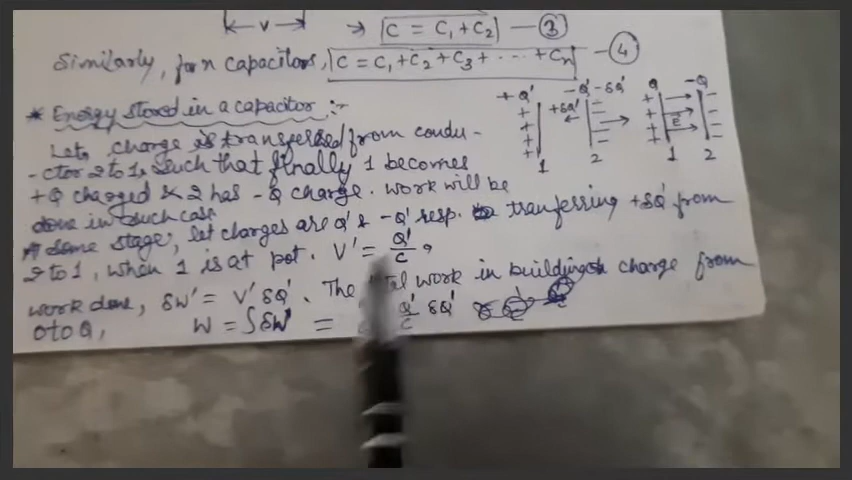 V
→ C = C₁ + C₂ — ③
Similarly, for n capacitors, C = C₁ + C₂ + C₃ + ... + Cn — ④
* Energy stored in a capacitor :-
+Q' -Q'-δQ' Q -Q
+δQ' E
1 2 1 2
Let, charge is transferred from condu-
-ctor 2 to 1, such that finally 1 becomes
+Q charged & 2 has -Q charge. work will be
done in such case
At some stage, let charges are Q' & -Q' resp. tranferring +δQ' from
2 to 1, when 1 is at pot. V' = Q'/C,
work done, δW' = V' δQ'. The work in building charge from
0 to Q, W = ∫δW' = Q'/C δQ'